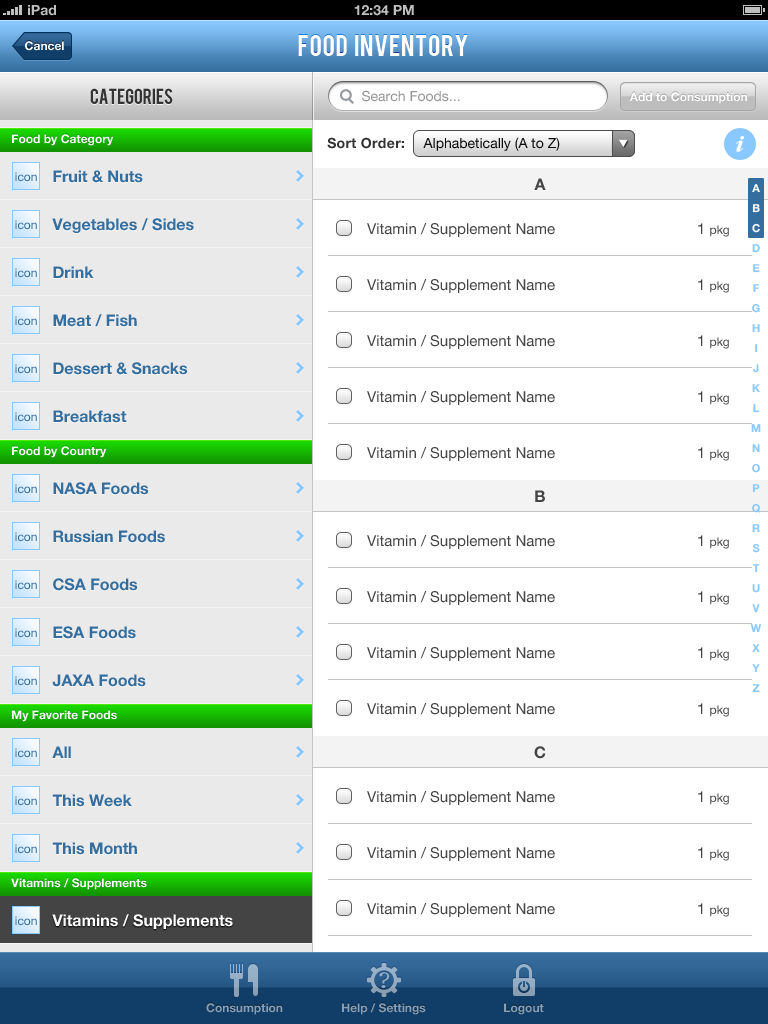 iPad
12:34 PM
Cancel
FOOD INVENTORY
CATEGORIES
Search Foods...
Add to Consumption
Food by Category
icon Fruit & Nuts
icon Vegetables / Sides
icon Drink
icon Meat / Fish
icon Dessert & Snacks
icon Breakfast
Food by Country
icon NASA Foods
icon Russian Foods
icon CSA Foods
icon ESA Foods
icon JAXA Foods
My Favorite Foods
icon All
icon This Week
icon This Month
Vitamins / Supplements
icon Vitamins / Supplements
Sort Order: Alphabetically (A to Z)
i
A
Vitamin / Supplement Name 1 pkg
Vitamin / Supplement Name 1 pkg
Vitamin / Supplement Name 1 pkg
Vitamin / Supplement Name 1 pkg
Vitamin / Supplement Name 1 pkg
B
Vitamin / Supplement Name 1 pkg
Vitamin / Supplement Name 1 pkg
Vitamin / Supplement Name 1 pkg
Vitamin / Supplement Name 1 pkg
C
Vitamin / Supplement Name 1 pkg
Vitamin / Supplement Name 1 pkg
Vitamin / Supplement Name 1 pkg
A
B
C
D
E
F
G
H
I
J
K
L
M
N
O
P
Q
R
S
T
U
V
W
X
Y
Z
?
Consumption
Help / Settings
Logout